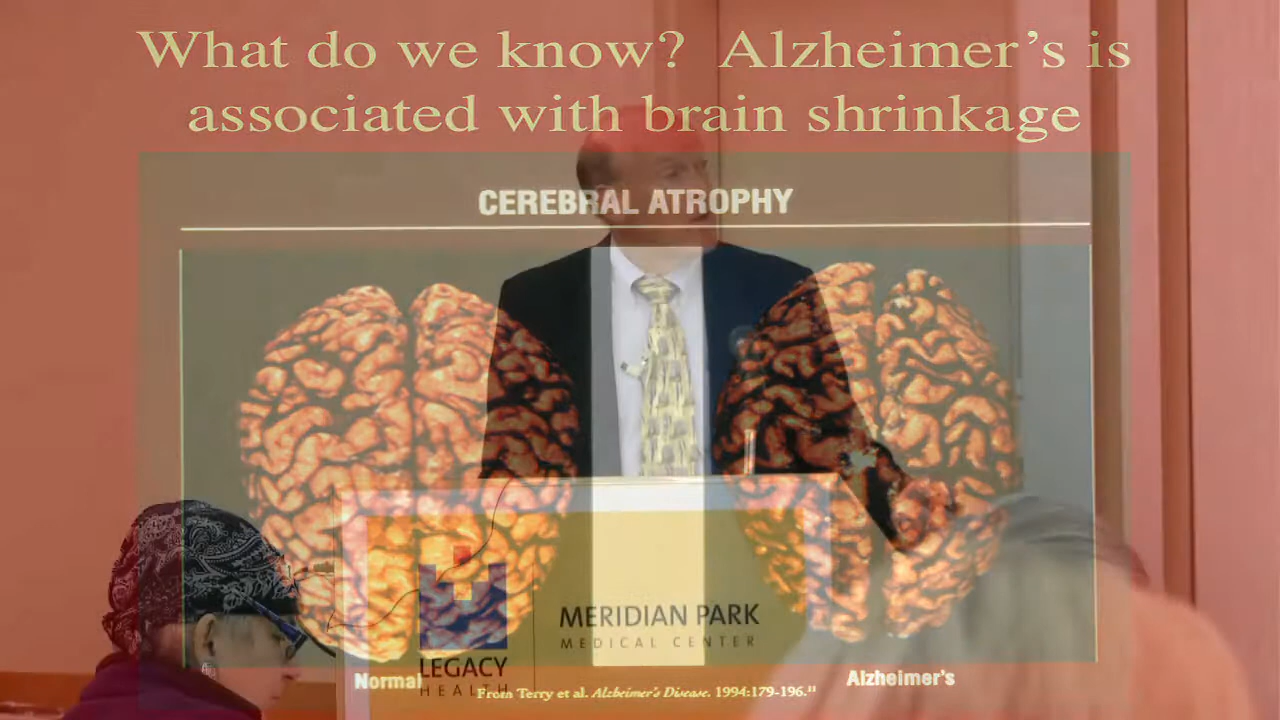 What do we know? Alzheimer's is
associated with brain shrinkage
CEREBRAL ATROPHY
MERIDIAN PARK
MEDICAL CENTER
LEGACY
HEALTH
Normal
Alzheimer's
From Terry et al. Alzheimer's Disease. 1994:179-196.¹¹